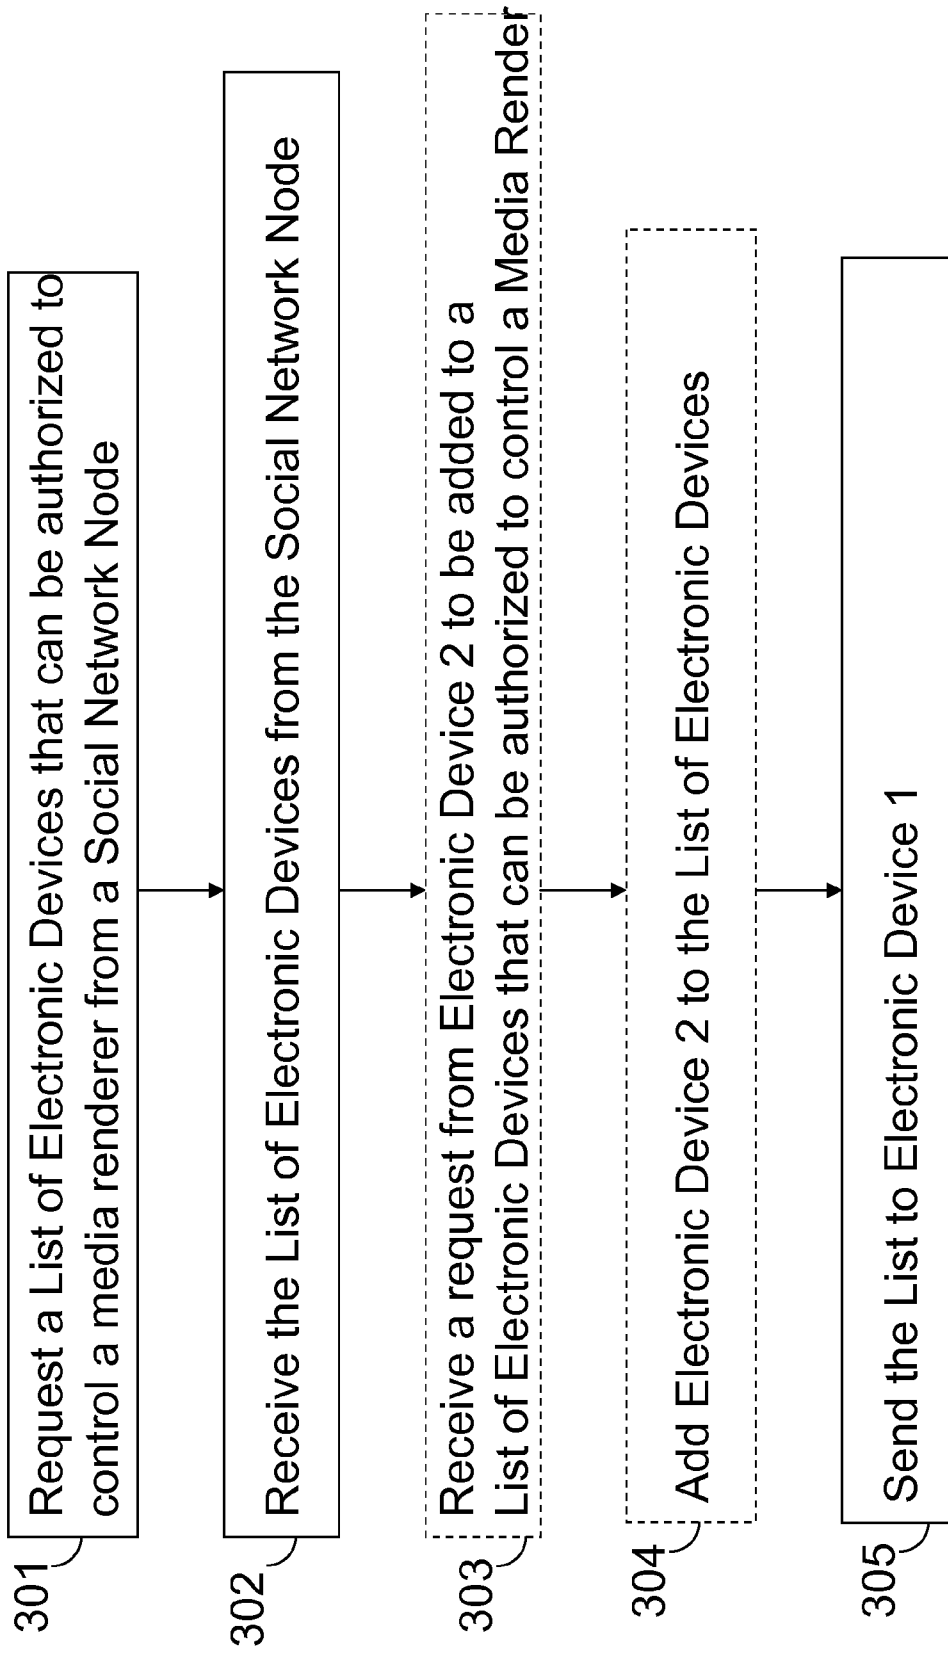 301
Request a List of Electronic Devices that can be authorized to
control a media renderer from a Social Network Node
302
Receive the List of Electronic Devices from the Social Network Node
303
Receive a request from Electronic Device 2 to be added to a
List of Electronic Devices that can be authorized to control a Media Render
304
Add Electronic Device 2 to the List of Electronic Devices
305
Send the List to Electronic Device 1